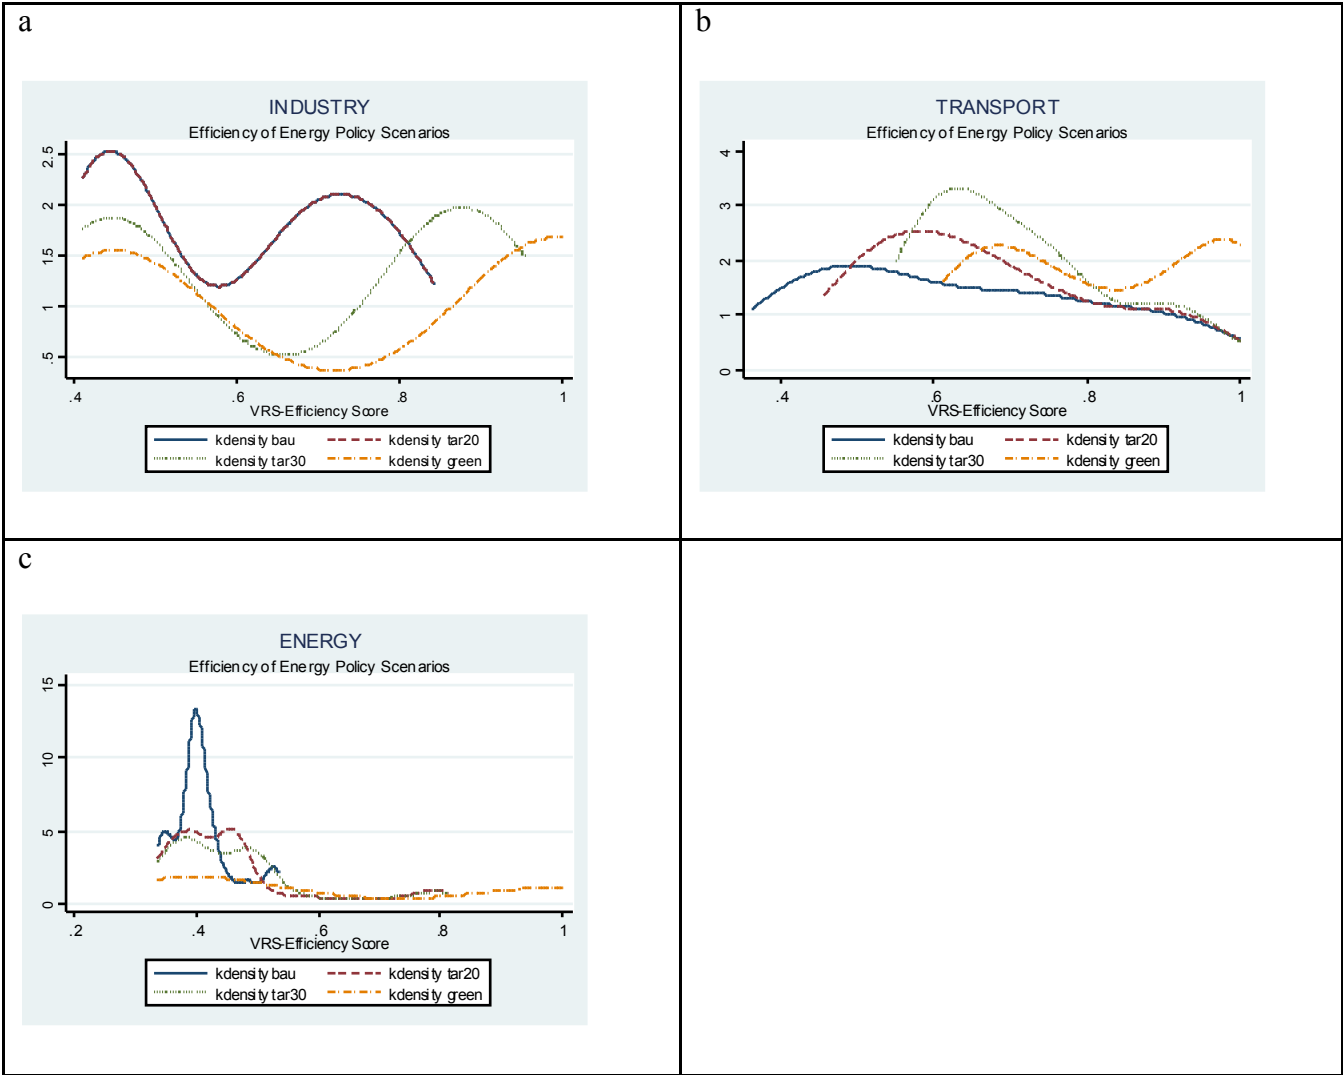 a
INDUSTRY
Efficiency of Energy Policy Scenarios
2.5
2
1.5
1
.5
.4 .6 .8 1
VRS-Efficiency Score
kdensity bau kdensity tar20
kdensity tar30 kdensity green
b
TRANSPORT
Efficiency of Energy Policy Scenarios
4
3
2
1
0
.4 .6 .8 1
VRS-Efficiency Score
kdensity bau kdensity tar20
kdensity tar30 kdensity green
c
ENERGY
Efficiency of Energy Policy Scenarios
15
10
5
0
.2 .4 .6 .8 1
VRS-Efficiency Score
kdensity bau kdensity tar20
kdensity tar30 kdensity green